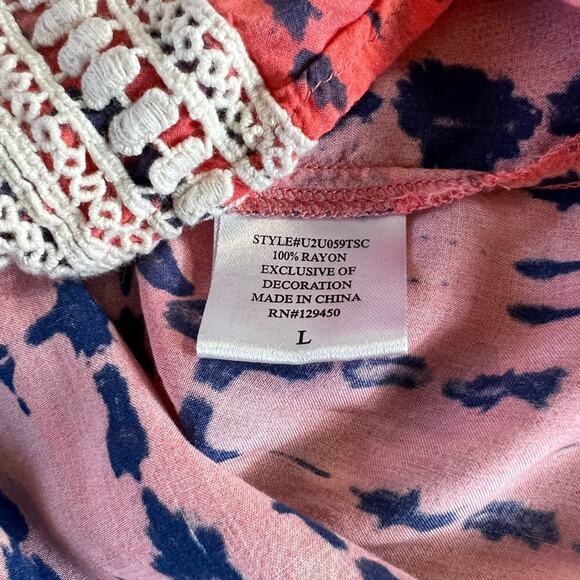 STYLE#U2U059TSC
100% RAYON
EXCLUSIVE OF
DECORATION
MADE IN CHINA
RN#129450
L